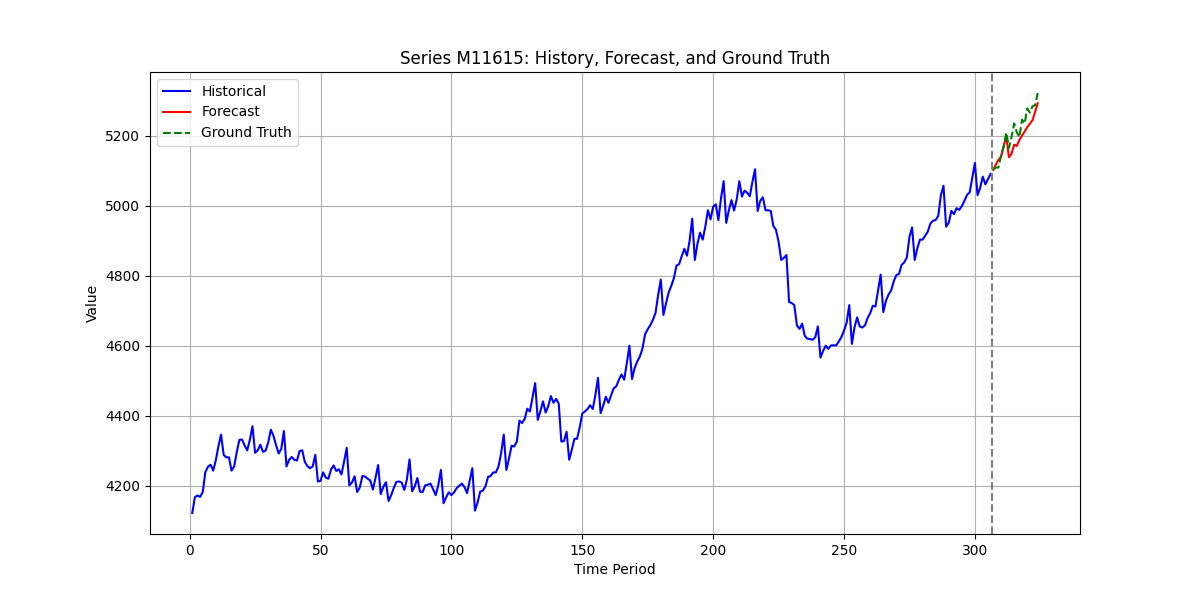 Series M11615: History, Forecast, and Ground Truth
Historical
Forecast
Ground Truth
Value
5200
5000
4800
4600
4400
4200
0 50 100 150 200 250 300
Time Period